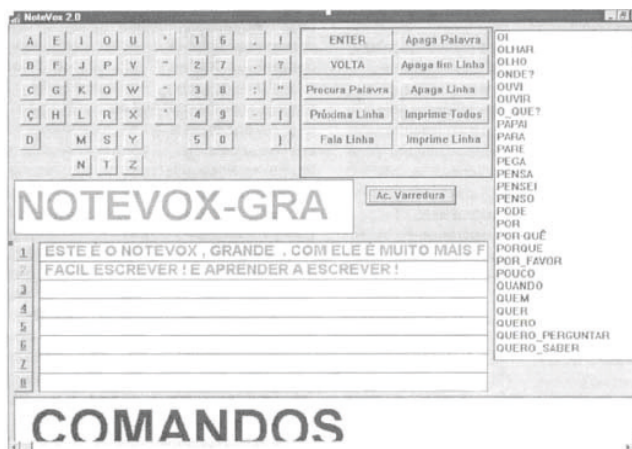 NoteVox 2.0
A E I O U ' 1 6 , !
B F J P V ~ 2 7 . ?
C G K Q W 3 8 : "
Ç H L R X 4 9 - (
D M S Y 5 0 )
N T Z
ENTER Apaga Palavra
VOLTA Apaga fim Linha
Procura Palavra Apaga Linha
Próxima Linha Imprime Todos
Fala Linha Imprime Linha
OI
OLHAR
OLHO
ONDE?
OUVI
OUVIR
O_QUE?
PAPAI
PARA
PARE
PEGA
PENSA
PENSEI
PENSO
PODE
POR
POR-QUÊ
PORQUE
POR_FAVOR
POUCO
QUANDO
QUEM
QUER
QUERO
QUERO_PERGUNTAR
QUERO_SABER
NOTEVOX-GRA
Ac. Varredura
1 ESTE É O NOTEVOX , GRANDE , COM ELE É MUITO MAIS F
2 FACIL ESCREVER ! E APRENDER A ESCREVER !
3
4
5
6
7
8
COMANDOS